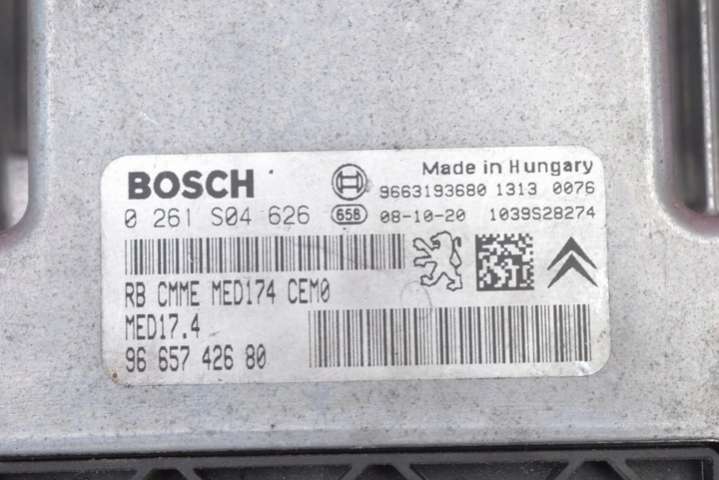 BOSCH
Made in Hungary
9663193680 1313 0076
0 261 S04 626 658 08-10-20 1039S28274
RB CMME MED174 CEM0
MED17.4
96 657 426 80